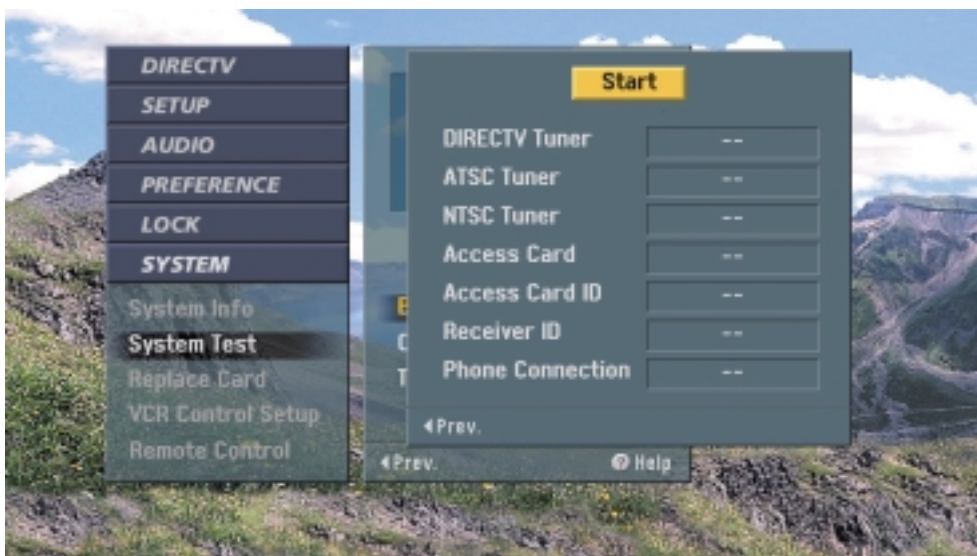 DIRECTV
SETUP
AUDIO
PREFERENCE
LOCK
SYSTEM
System Info
System Test
Replace Card
VCR Control Setup
Remote Control
Start
DIRECTV Tuner --
ATSC Tuner --
NTSC Tuner --
Access Card --
Access Card ID --
Receiver ID --
Phone Connection --
Prev.
Prev.
Help